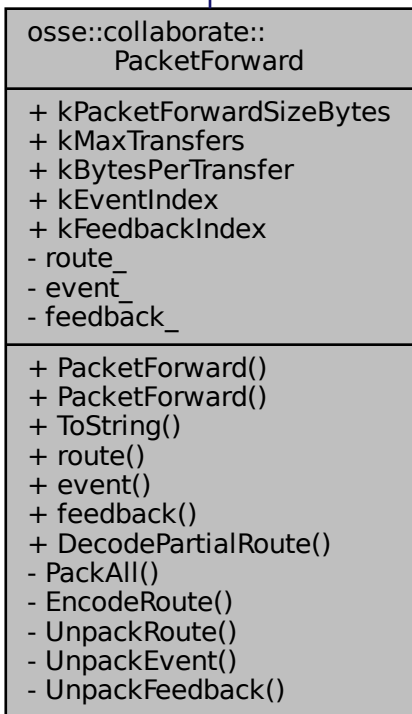 osse::collaborate::
PacketForward
+ kPacketForwardSizeBytes
+ kMaxTransfers
+ kBytesPerTransfer
+ kEventIndex
+ kFeedbackIndex
- route_
- event_
- feedback_
+ PacketForward()
+ PacketForward()
+ ToString()
+ route()
+ event()
+ feedback()
+ DecodePartialRoute()
- PackAll()
- EncodeRoute()
- UnpackRoute()
- UnpackEvent()
- UnpackFeedback()